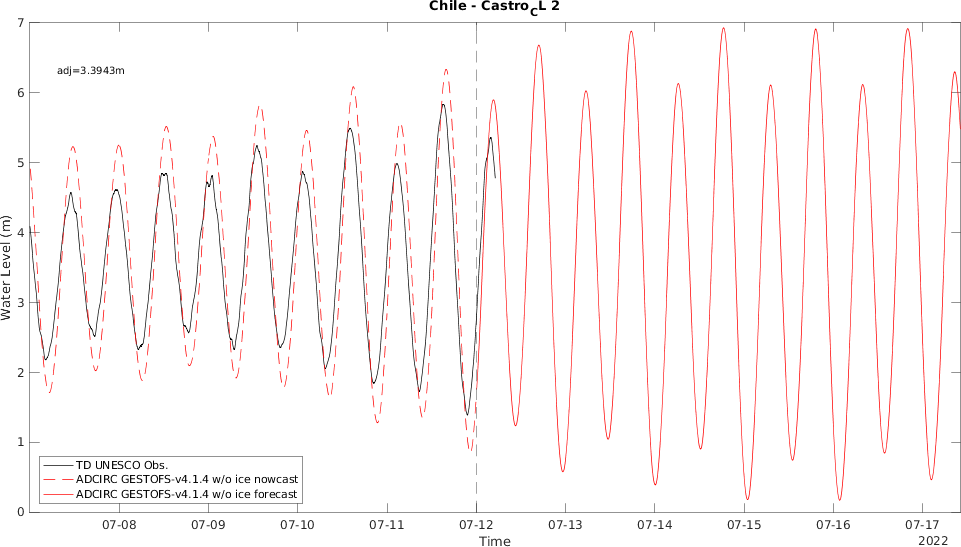 Chile - CastroCL 2
adj=3.3943m
7
6
5
4
3
2
1
0
Water Level (m)
TD UNESCO Obs.
ADCIRC GESTOFS-v4.1.4 w/o ice nowcast
ADCIRC GESTOFS-v4.1.4 w/o ice forecast
07-08 07-09 07-10 07-11 07-12 07-13 07-14 07-15 07-16 07-17
Time
2022